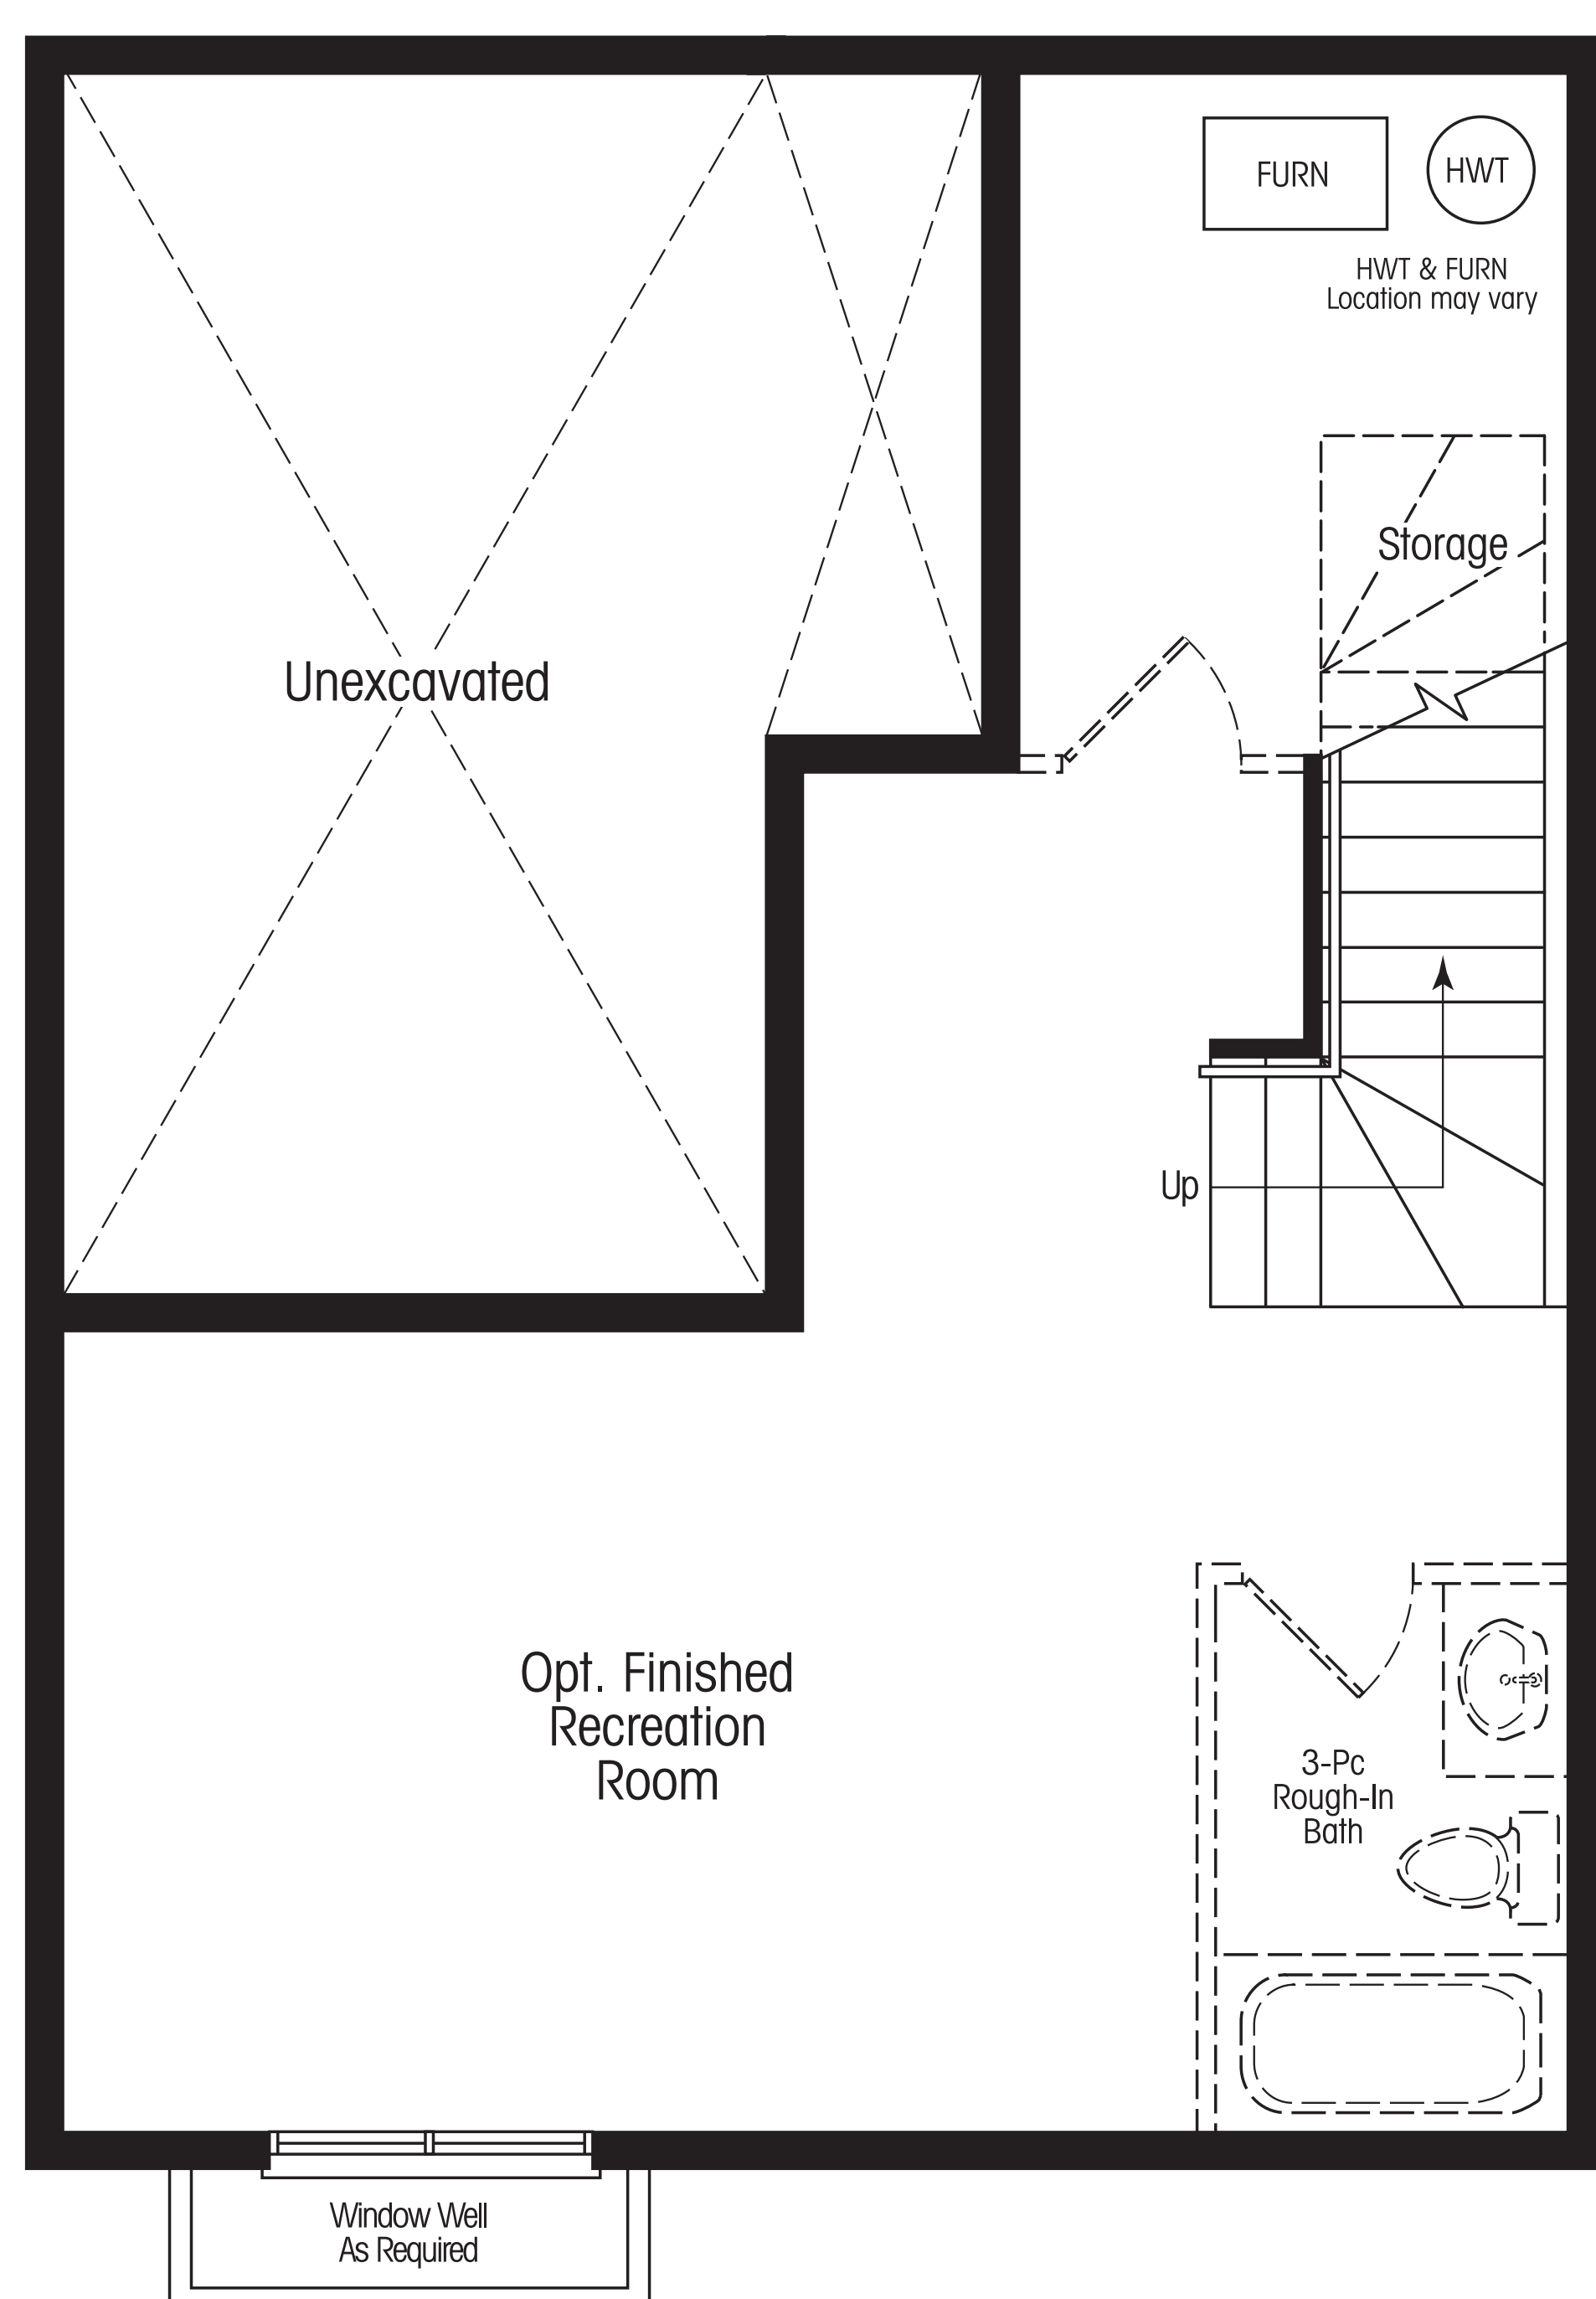 FURN
HWT
HWT & FURN
Location may vary
Storage
Unexcavated
Up
Opt. Finished
Recreation
Room
3-Pc
Rough-In
Bath
Window Well
As Required